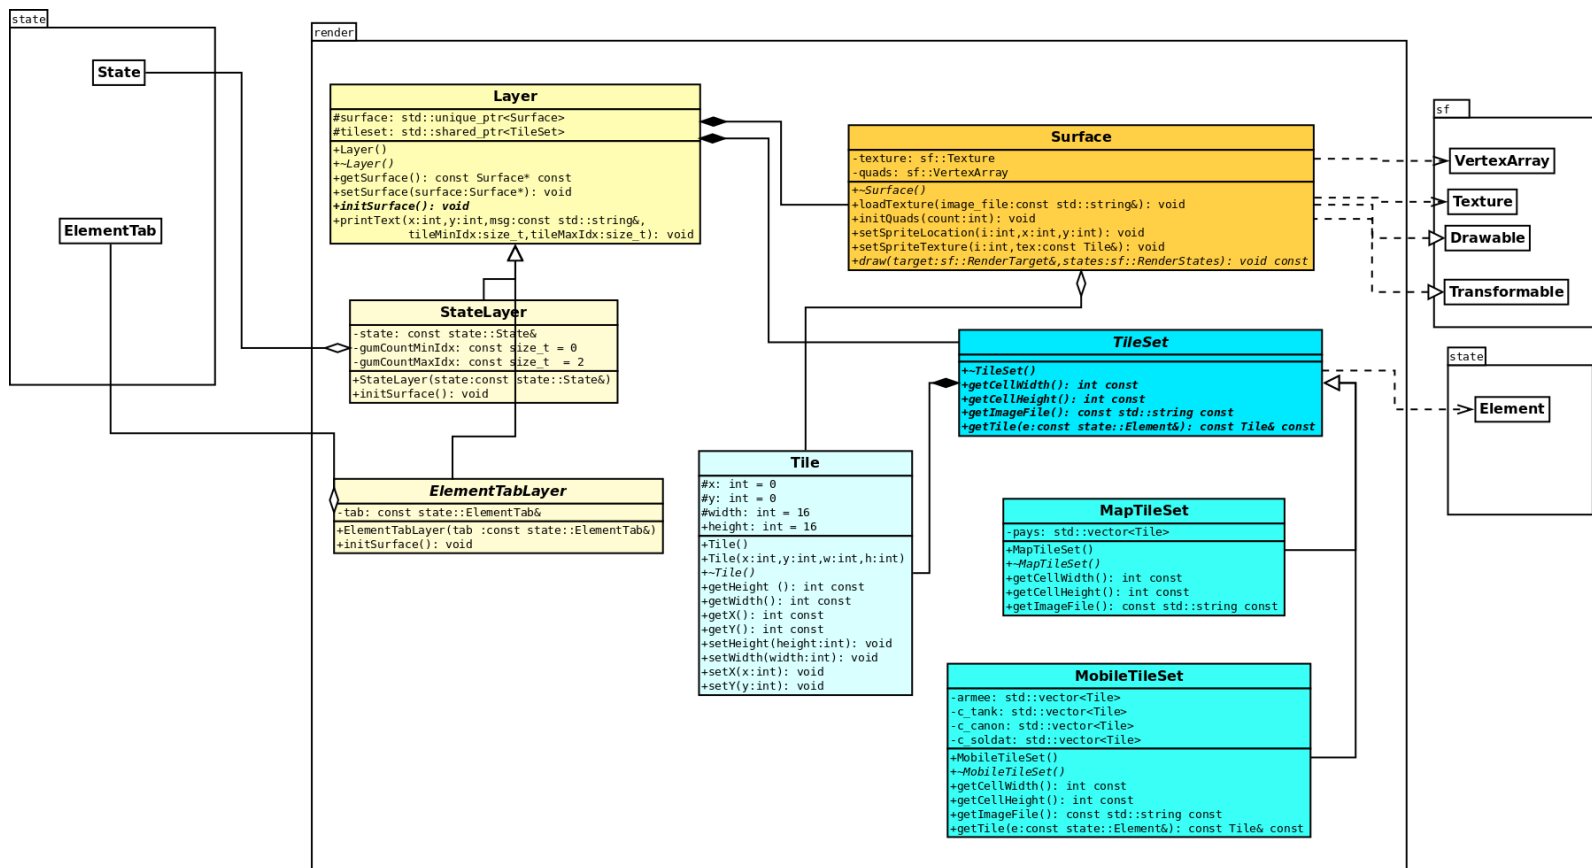 state
State
ElementTab
render
Layer
#surface: std::unique_ptr<Surface>
#tileset: std::shared_ptr<TileSet>
+Layer()
+~Layer()
+getSurface(): const Surface* const
+setSurface(surface:Surface*): void
+initSurface(): void
+printText(x:int,y:int,msg:const std::string&,
tileMinIdx:size_t,tileMaxIdx:size_t): void
StateLayer
-state: const state::State&
-gumCountMinIdx: const size_t = 0
-gumCountMaxIdx: const size_t  = 2
+StateLayer(state:const state::State&)
+initSurface(): void
ElementTabLayer
-tab: const state::ElementTab&
+ElementTabLayer(tab :const state::ElementTab&)
+initSurface(): void
Surface
-texture: sf::Texture
-quads: sf::VertexArray
+~Surface()
+loadTexture(image_file:const std::string&): void
+initQuads(count:int): void
+setSpriteLocation(i:int,x:int,y:int): void
+setSpriteTexture(i:int,tex:const Tile&): void
+draw(target:sf::RenderTarget&,states:sf::RenderStates): void const
TileSet
+~TileSet()
+getCellWidth(): int const
+getCellHeight(): int const
+getImageFile(): const std::string const
+getTile(e:const state::Element&): const Tile& const
Tile
#x: int = 0
#y: int = 0
#width: int = 16
+height: int = 16
+Tile()
+Tile(x:int,y:int,w:int,h:int)
+~Tile()
+getHeight (): int const
+getWidth(): int const
+getX(): int const
+getY(): int const
+setHeight(height:int): void
+setWidth(width:int): void
+setX(x:int): void
+setY(y:int): void
MapTileSet
-pays: std::vector<Tile>
+MapTileSet()
+~MapTileSet()
+getCellWidth(): int const
+getCellHeight(): int const
+getImageFile(): const std::string const
MobileTileSet
-armee: std::vector<Tile>
-c_tank: std::vector<Tile>
-c_canon: std::vector<Tile>
-c_soldat: std::vector<Tile>
+MobileTileSet()
+~MobileTileSet()
+getCellWidth(): int const
+getCellHeight(): int const
+getImageFile(): const std::string const
+getTile(e:const state::Element&): const Tile& const
sf
VertexArray
Texture
Drawable
Transformable
state
Element